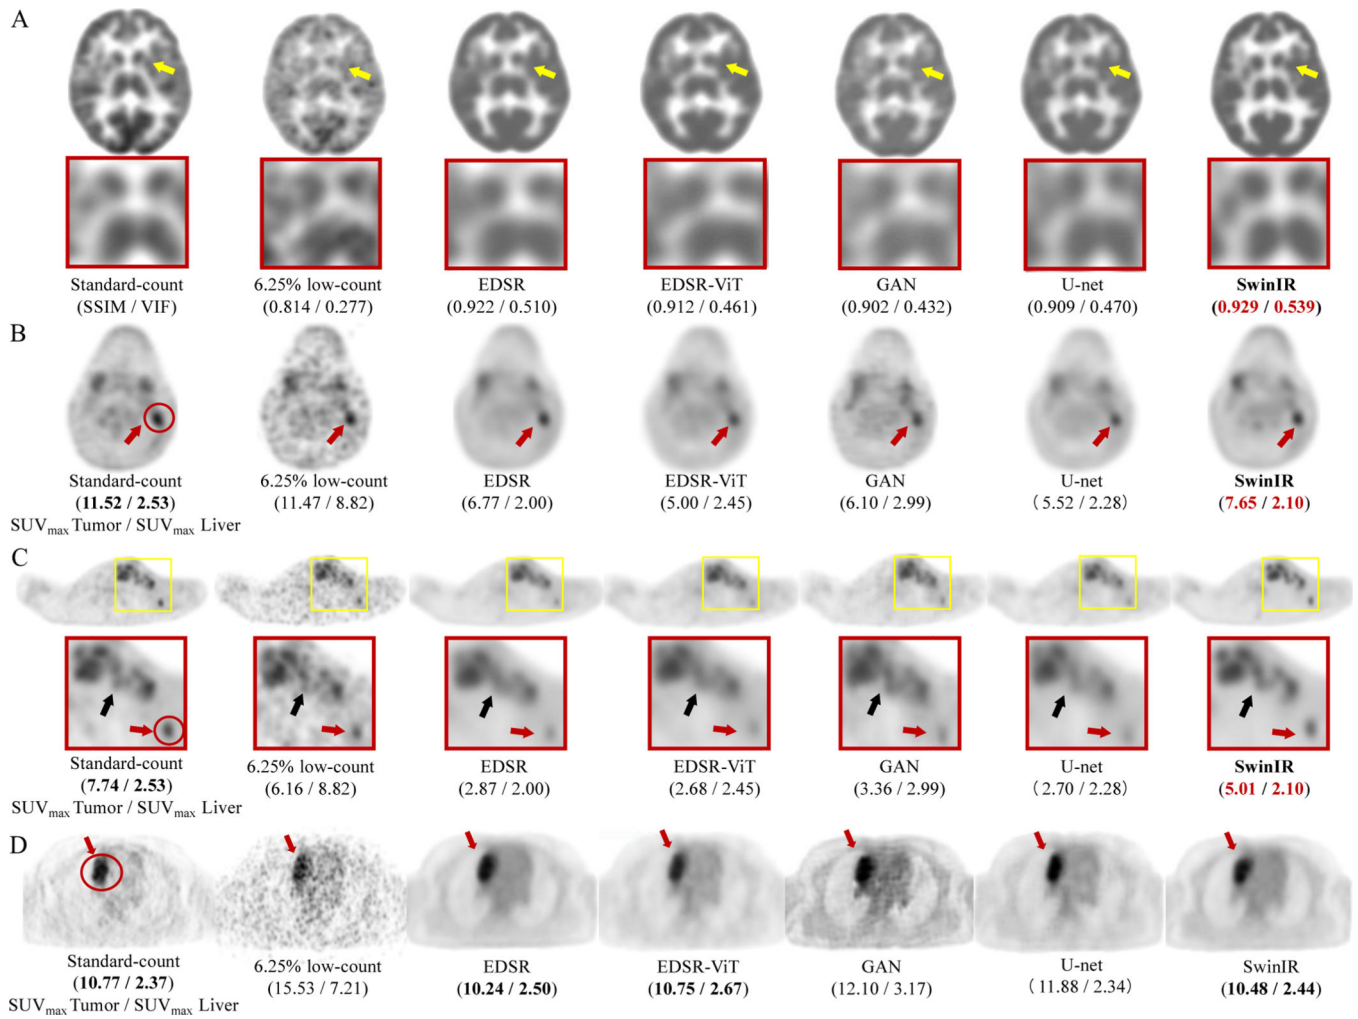 A
Standard-count 6.25% low-count EDSR EDSR-ViT GAN U-net SwinIR
(SSIM / VIF) (0.814 / 0.277) (0.922 / 0.510) (0.912 / 0.461) (0.902 / 0.432) (0.909 / 0.470) (0.929 / 0.539)
B
Standard-count 6.25% low-count EDSR EDSR-ViT GAN U-net SwinIR
(11.52 / 2.53) (11.47 / 8.82) (6.77 / 2.00) (5.00 / 2.45) (6.10 / 2.99) (5.52 / 2.28) (7.65 / 2.10)
SUVmax Tumor / SUVmax Liver
C
Standard-count 6.25% low-count EDSR EDSR-ViT GAN U-net SwinIR
(7.74 / 2.53) (6.16 / 8.82) (2.87 / 2.00) (2.68 / 2.45) (3.36 / 2.99) (2.70 / 2.28) (5.01 / 2.10)
SUVmax Tumor / SUVmax Liver
D
Standard-count 6.25% low-count EDSR EDSR-ViT GAN U-net SwinIR
(10.77 / 2.37) (15.53 / 7.21) (10.24 / 2.50) (10.75 / 2.67) (12.10 / 3.17) (11.88 / 2.34) (10.48 / 2.44)
SUVmax Tumor / SUVmax Liver